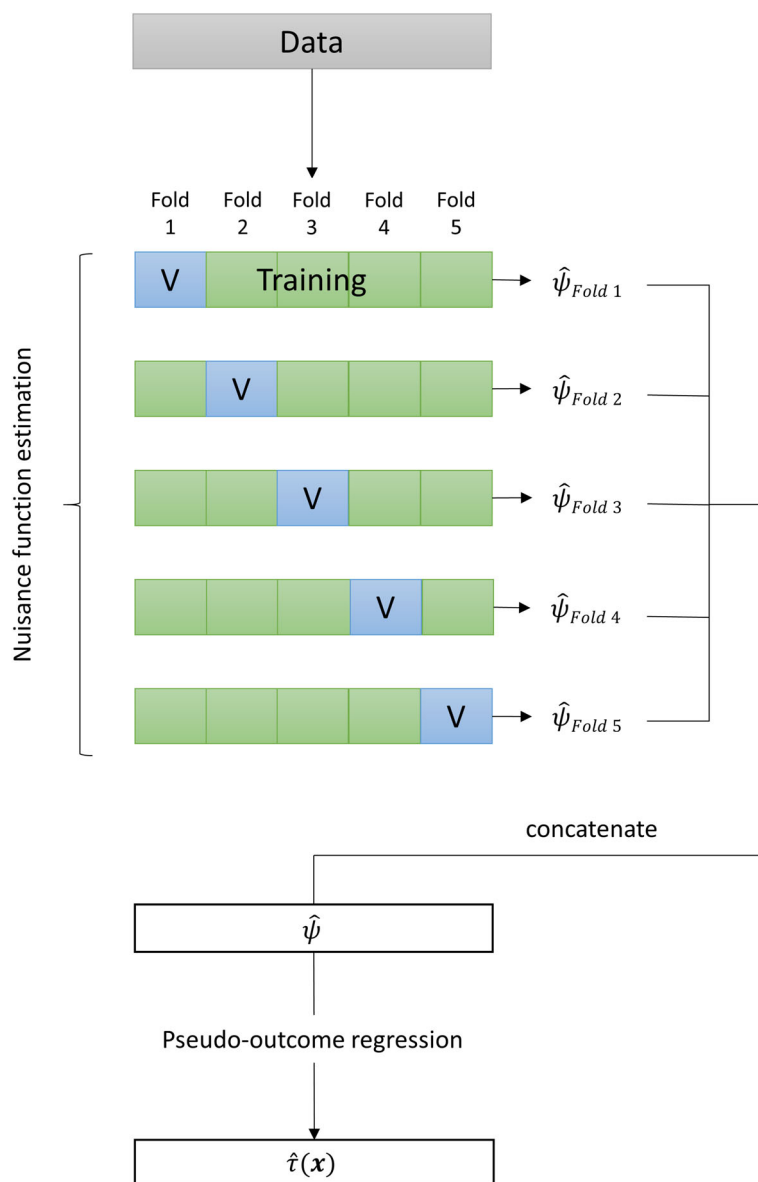 Data
Fold Fold Fold Fold Fold
1 2 3 4 5
V Training
ψ̂ Fold 1
V
ψ̂ Fold 2
V
ψ̂ Fold 3
V
ψ̂ Fold 4
V
ψ̂ Fold 5
Nuisance function estimation
concatenate
ψ̂
Pseudo-outcome regression
τ̂(x)